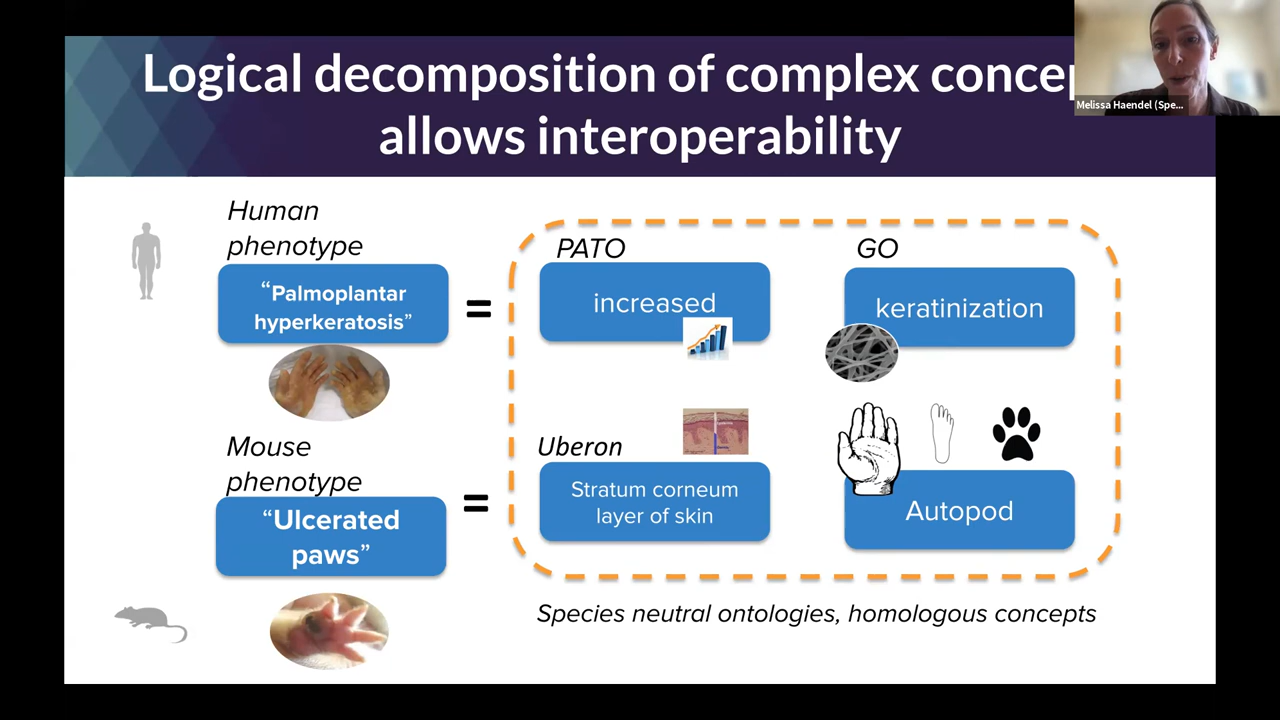 Logical decomposition of complex concep
allows interoperability
Melissa Haendel (Spe...
Human
phenotype
“Palmoplantar
hyperkeratosis”
=
PATO
increased
GO
keratinization
Mouse
phenotype
“Ulcerated
paws”
=
Uberon
Stratum corneum
layer of skin
Autopod
Species neutral ontologies, homologous concepts